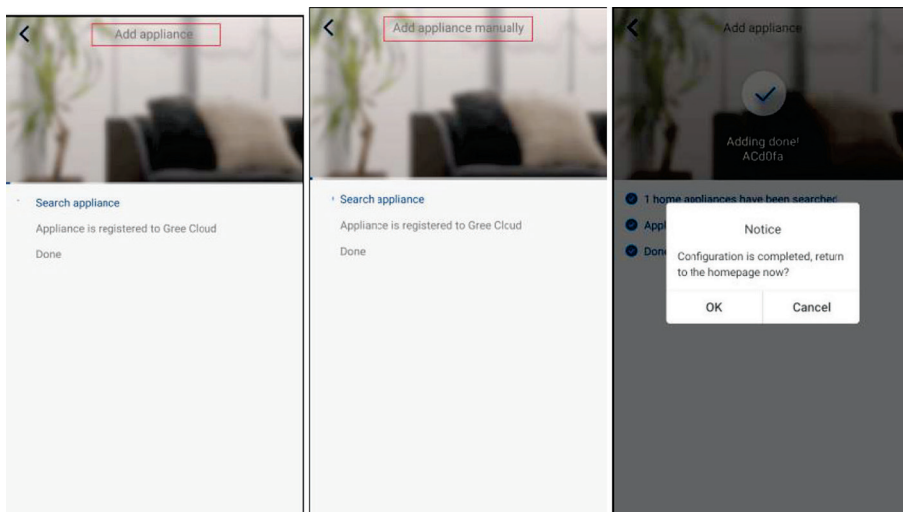 Add appliance
Search appliance
Appliance is registered to Gree Cloud
Done
Add appliance manually
Search appliance
Appliance is registered to Gree Cloud
Done
Add appliance
Adding done!
ACd0fa
1 home appliances have been searched
Appl
Done
Notice
Configuration is completed, return
to the homepage now?
OK
Cancel